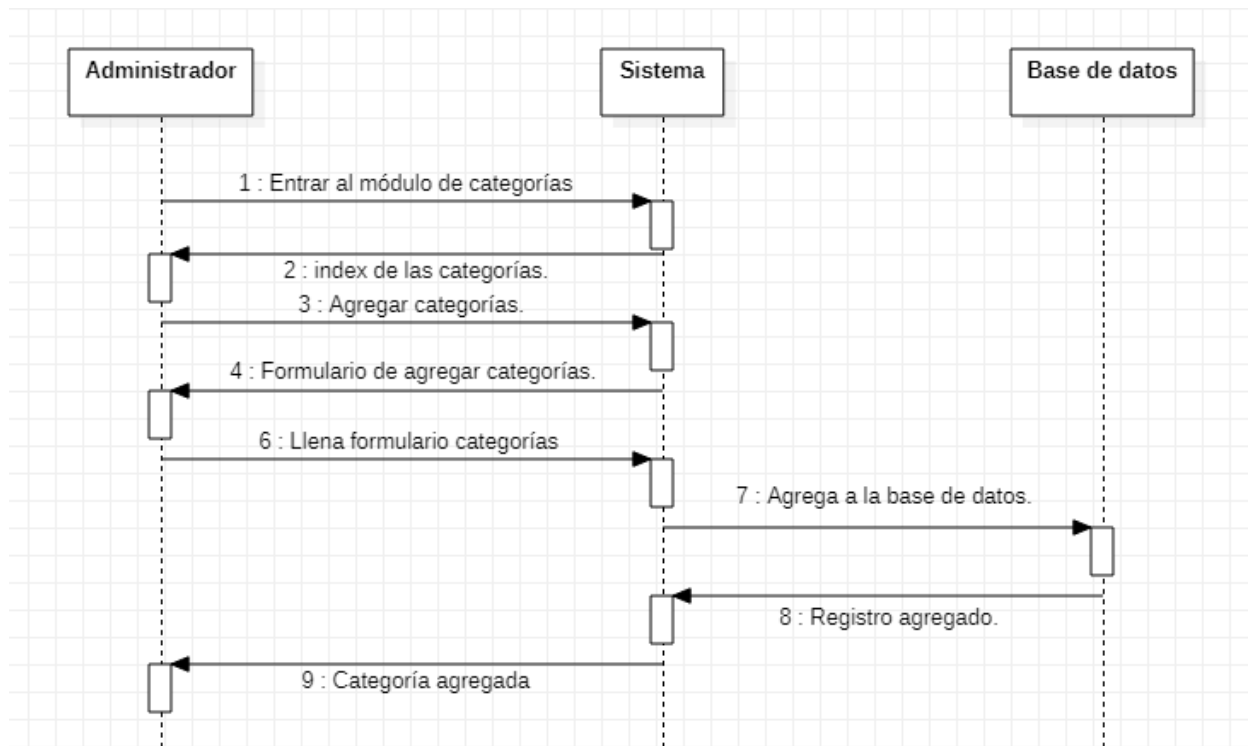 Administrador
Sistema
Base de datos
1 : Entrar al módulo de categorías
2 : index de las categorías.
3 : Agregar categorías.
4 : Formulario de agregar categorías.
6 : Llena formulario categorías
7 : Agrega a la base de datos.
8 : Registro agregado.
9 : Categoría agregada